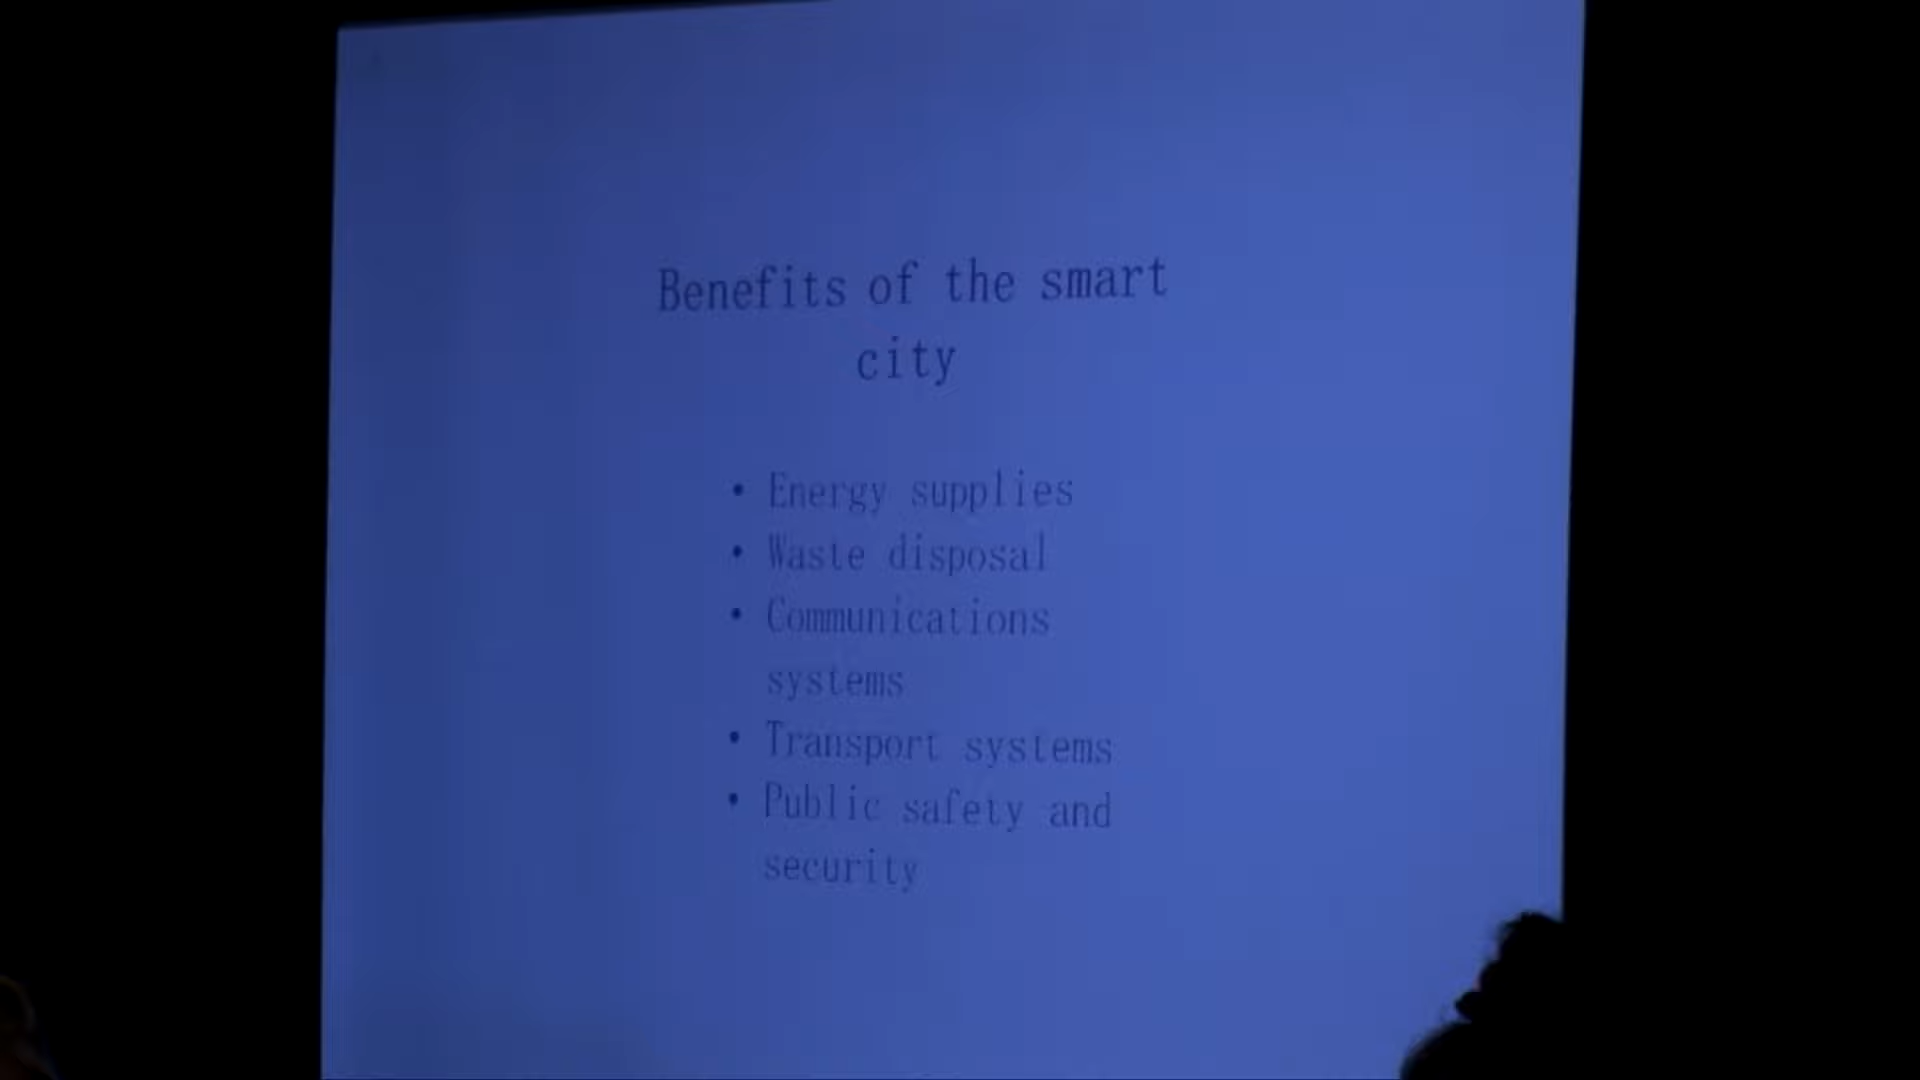 Benefits of the smart
city
• Energy supplies
• Waste disposal
• Communications
systems
• Transport systems
• Public safety and
security